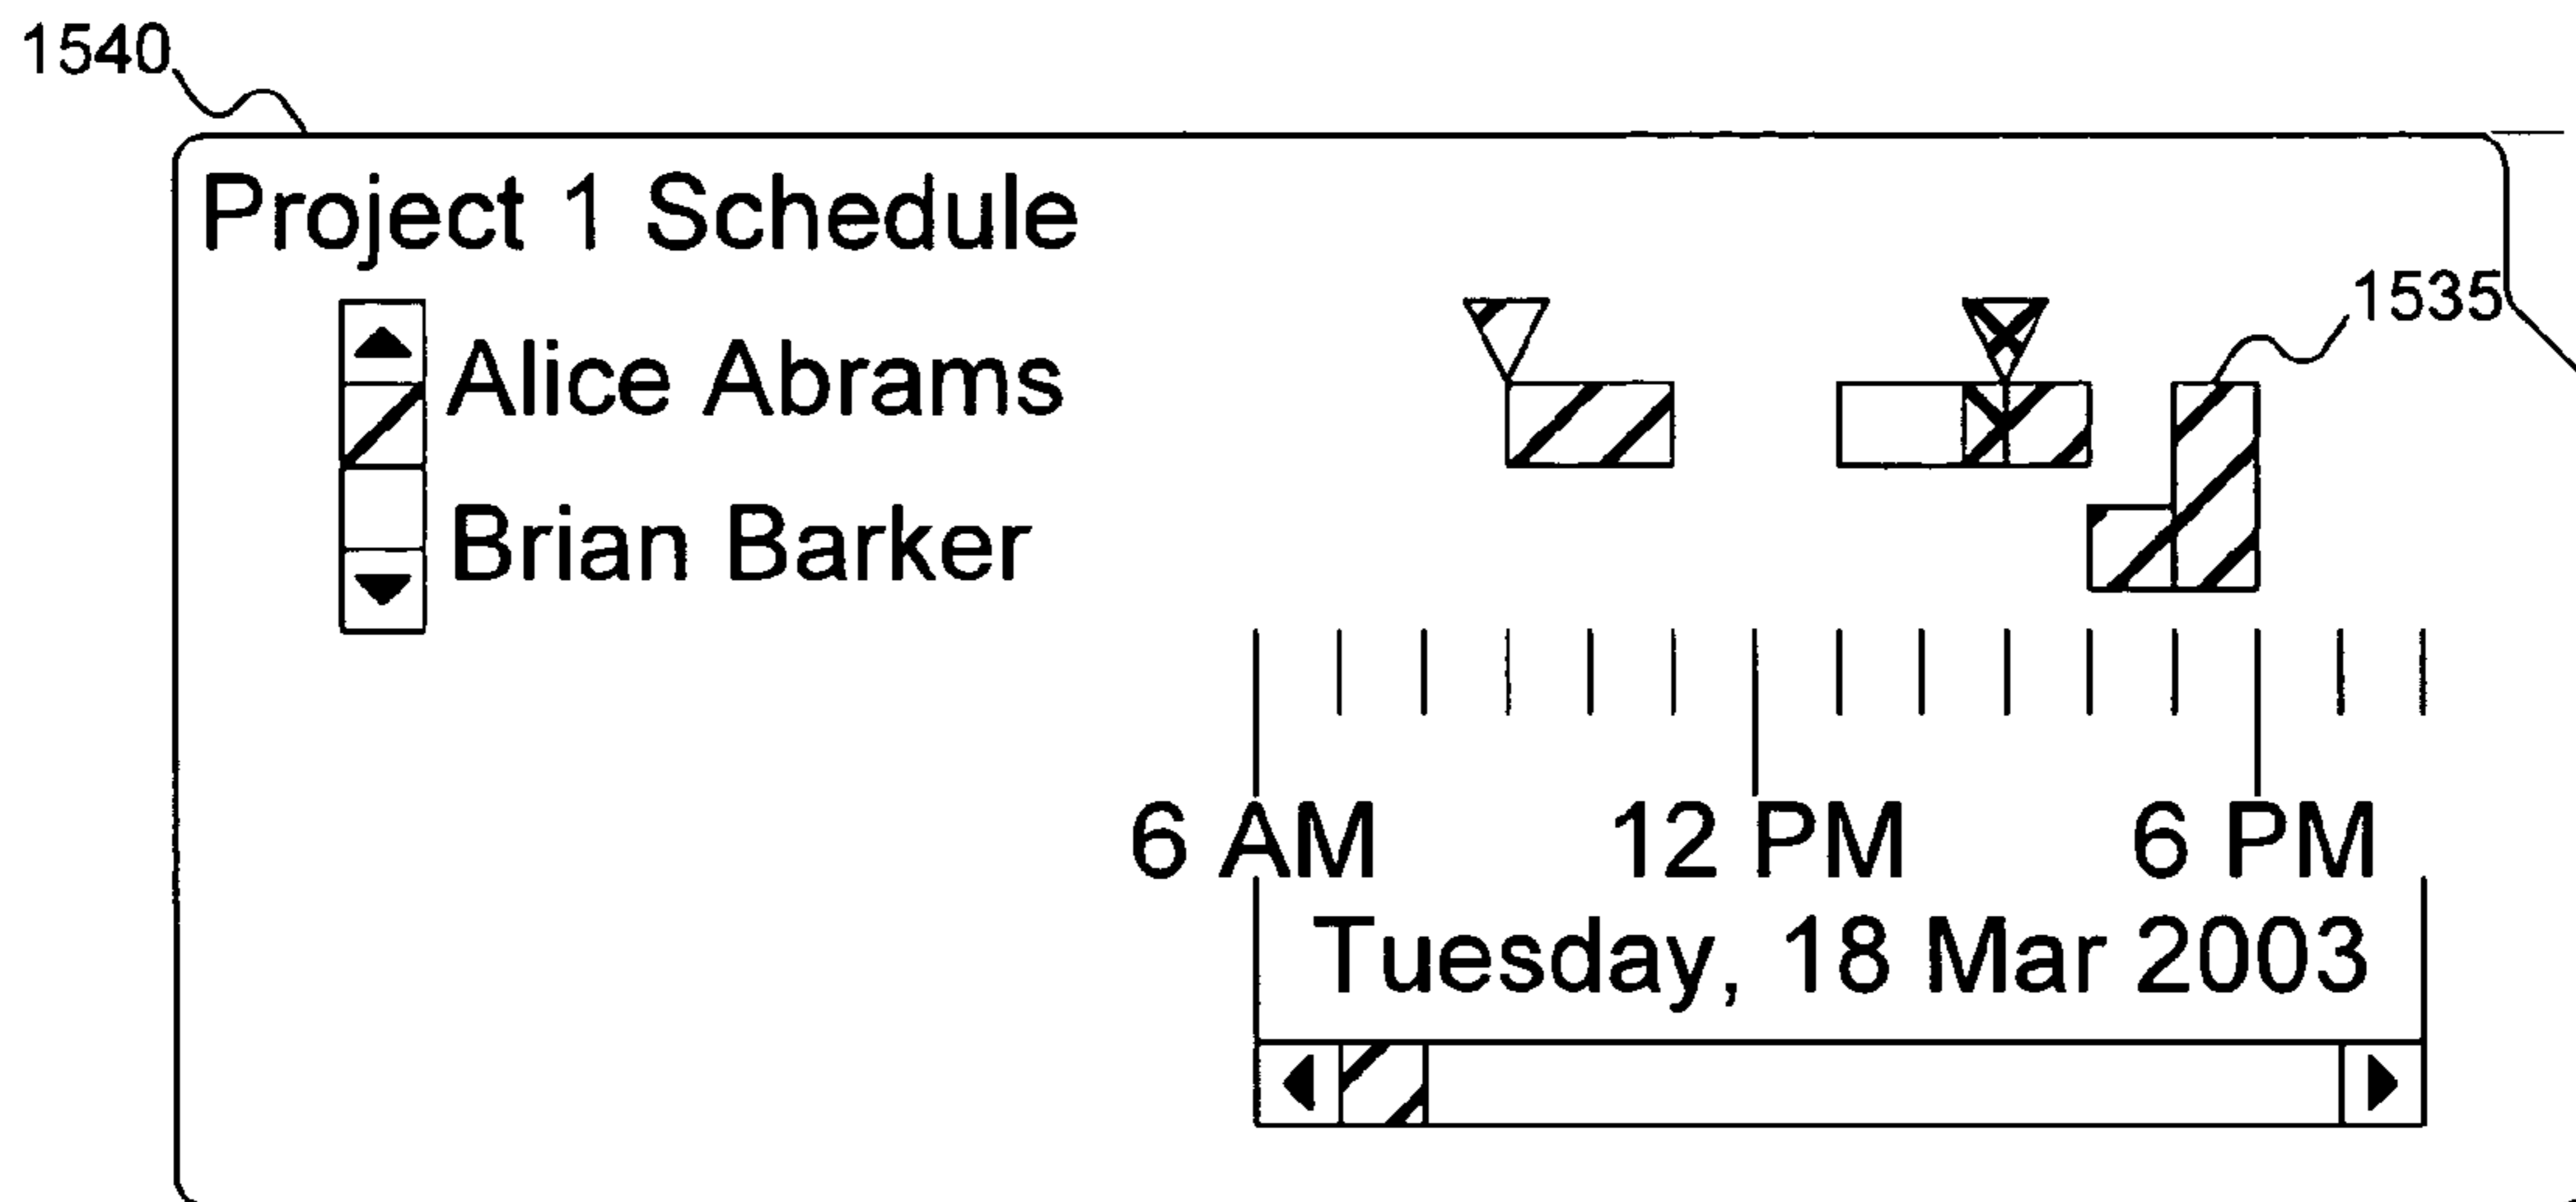 1540
Project 1 Schedule
1535
Alice Abrams
Brian Barker
6 AM 12 PM 6 PM
Tuesday, 18 Mar 2003